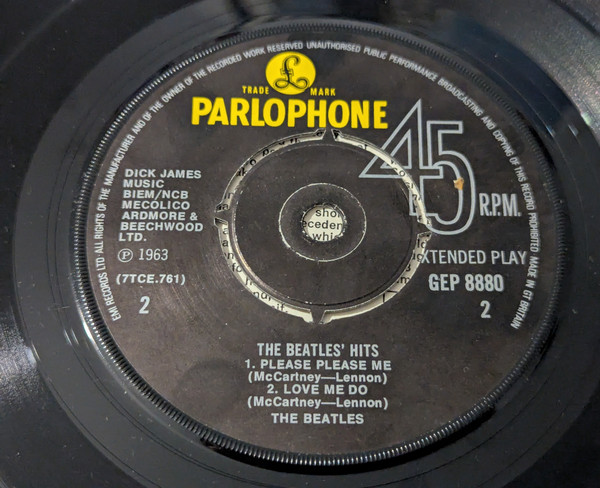 EMI RECORDS LTD ALL RIGHTS OF THE MANUFACTURER AND OF THE OWNER OF THE RECORDED WORK RESERVED UNAUTHORISED PUBLIC PERFORMANCE BROADCASTING AND COPYING OF THIS RECORD PROHIBITED MADE IN GT BRITAIN
£
TRADE MARK
PARLOPHONE
45
R.P.M.
DICK JAMES
MUSIC
BIEM/NCB
MECOLICO
ARDMORE &
BEECHWOOD
LTD.
Ⓟ 1963
(7TCE.761)
2
XTENDED PLAY
GEP 8880
2
THE BEATLES' HITS
1. PLEASE PLEASE ME
(McCartney—Lennon)
2. LOVE ME DO
(McCartney—Lennon)
THE BEATLES